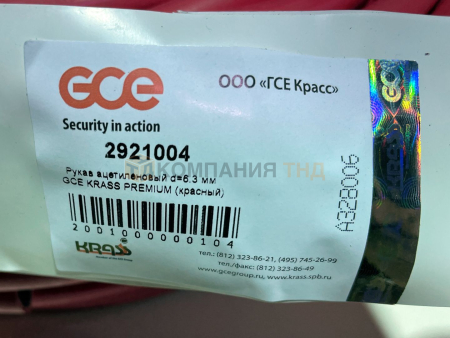 GCE
ООО «ГСЕ Красс»
Security in action
2921004
КОМПАНИЯ ТНД
Рукав ацетиленовый d=6.3 мм
GCE KRASS PREMIUM (красный)
2001000000104
KRASS
тел.: (812) 323-86-21, (495) 745-26-99
тел./факс: (812) 323-86-49
www.gcegroup.ru, www.krass.spb.ru
A328006